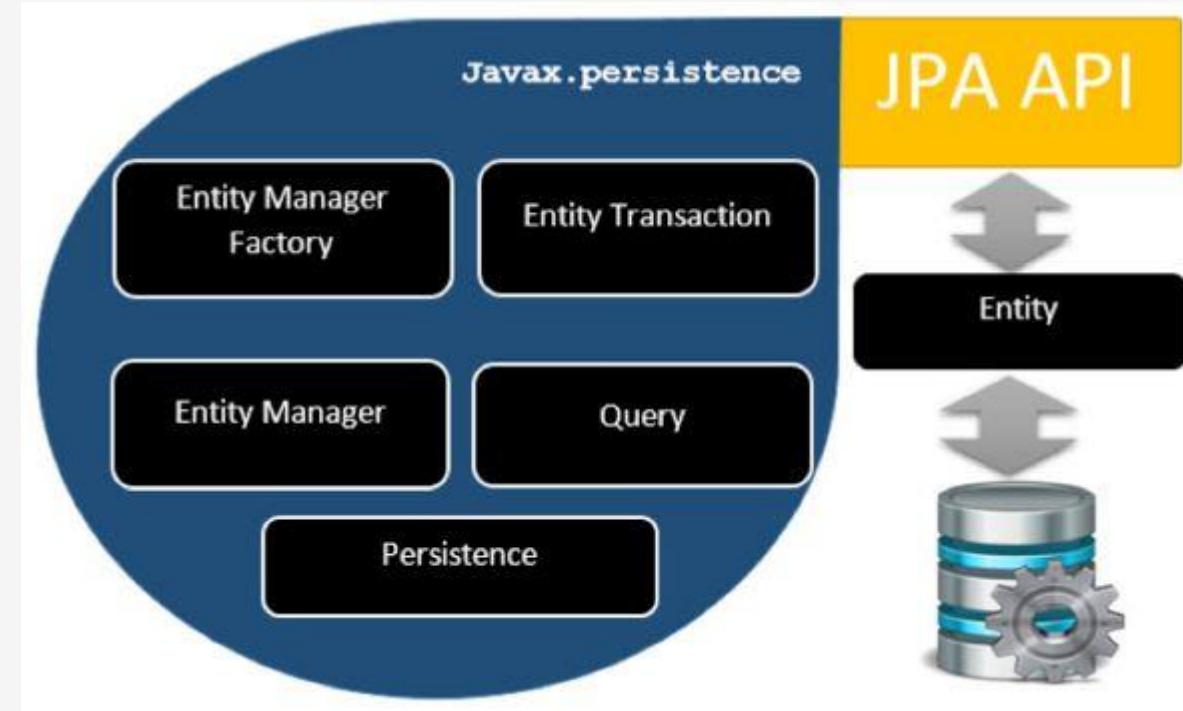 Javax.persistence
JPA API
Entity Manager
Factory
Entity Transaction
Entity
Entity Manager
Query
Persistence